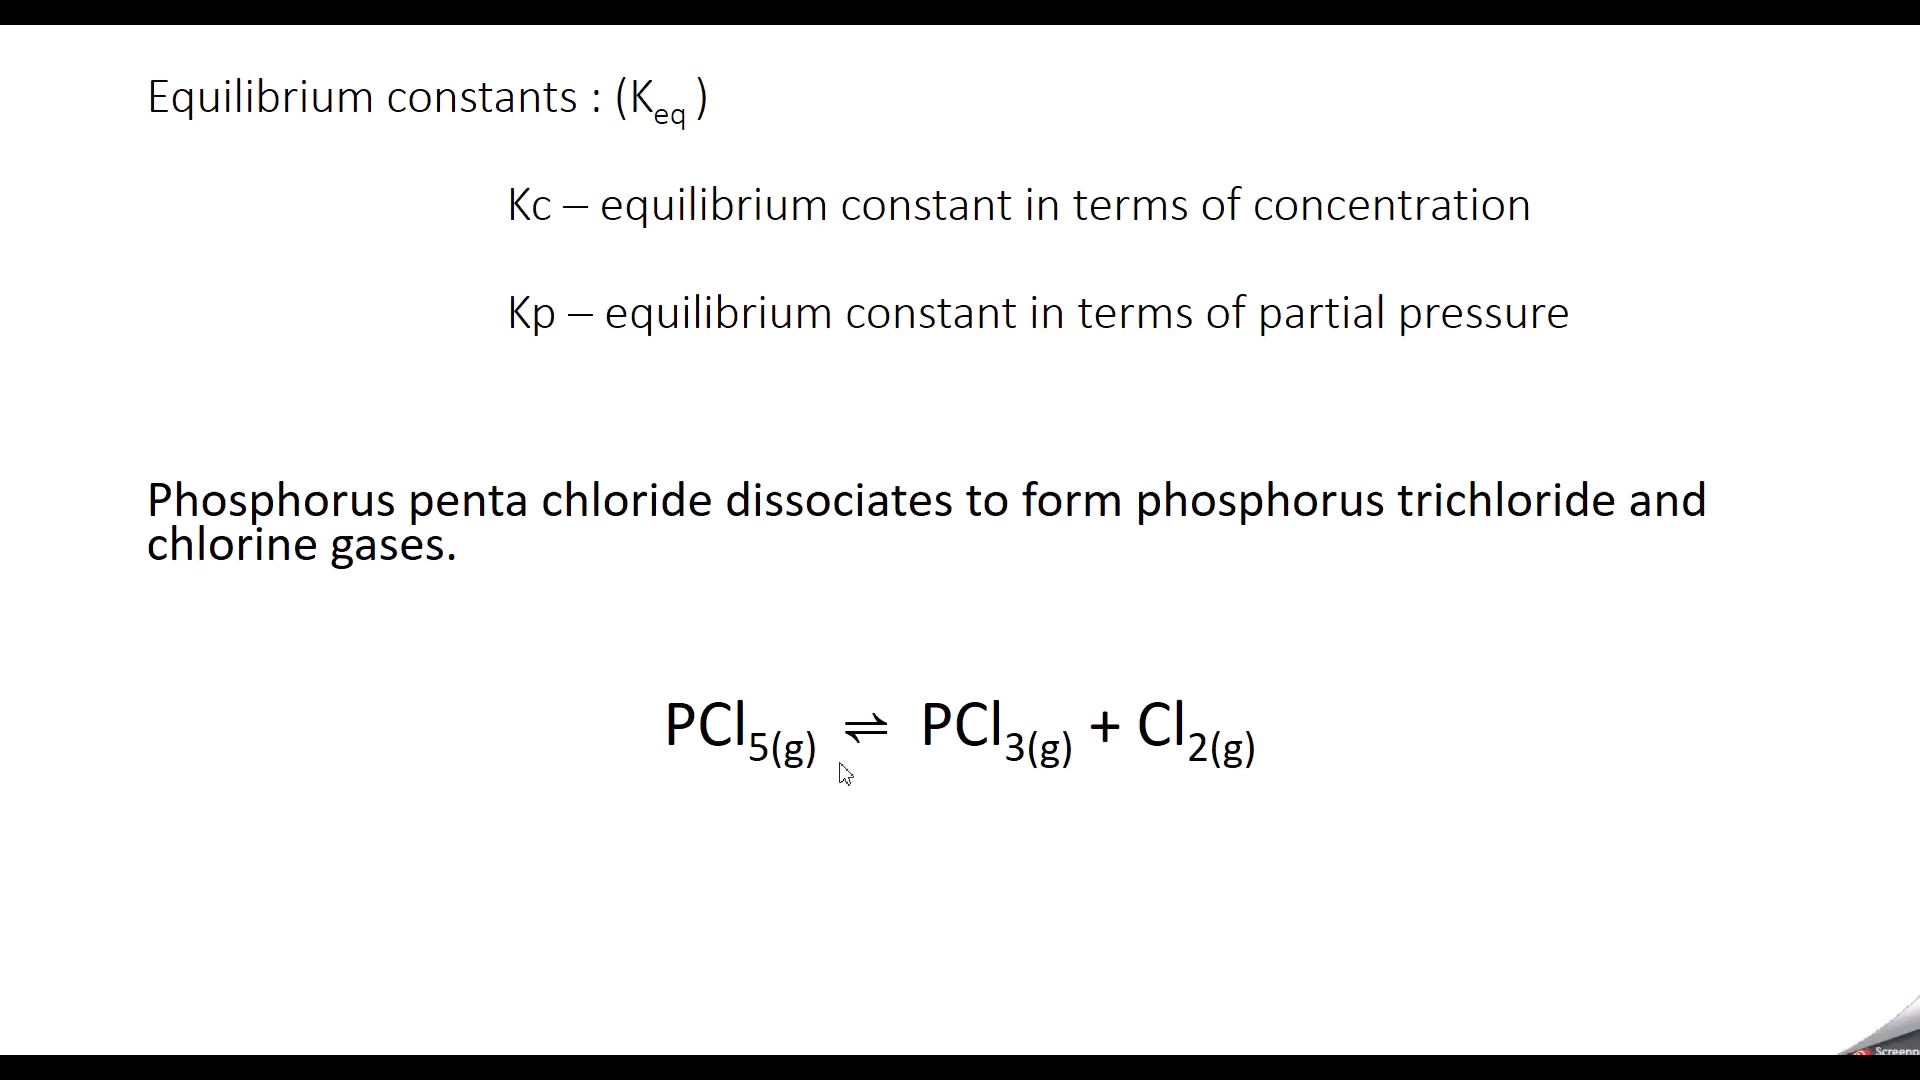 Equilibrium constants : (Keq )
Kc – equilibrium constant in terms of concentration
Kp – equilibrium constant in terms of partial pressure
Phosphorus penta chloride dissociates to form phosphorus trichloride and
chlorine gases.
PCl5(g) ⇌ PCl3(g) + Cl2(g)